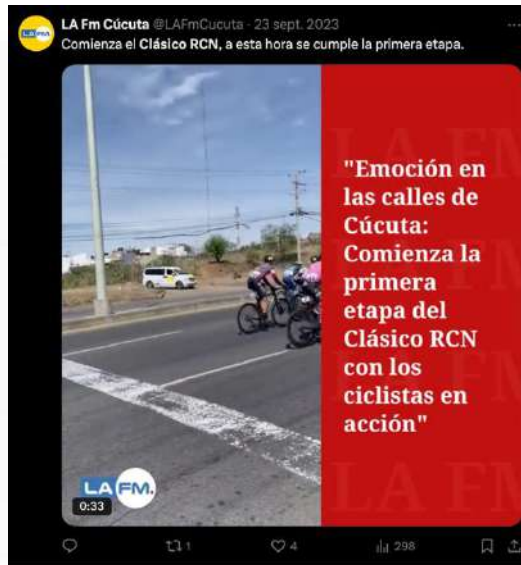 LA Fm Cúcuta @LAFmCucuta · 23 sept. 2023
Comienza el Clásico RCN, a esta hora se cumple la primera etapa.
"Emoción en
las calles de
Cúcuta:
Comienza la
primera
etapa del
Clásico RCN
con los
ciclistas en
acción"
LA FM.
0:33
1
4
298